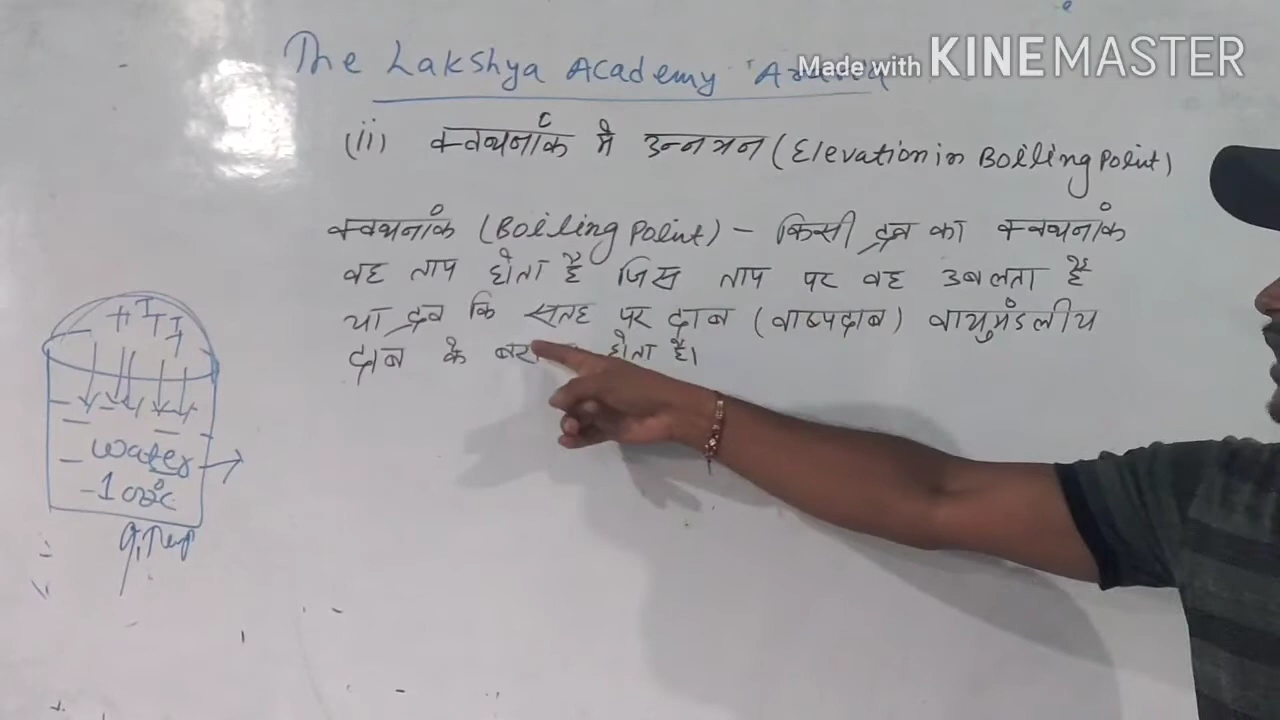 The Lakshya Academy
Made with KINEMASTER
(ii) क्वथनांक मे उन्नयन (Elevation in Boiling Point)
क्वथनांक (Boiling Point) - किसी द्रव का क्वथनांक
वह ताप होता है जिस ताप पर वह उबलता है
या द्रव कि सतह पर दाब (वाष्पदाब) वायुमंडलीय
दाब के होता है।
water
100°C